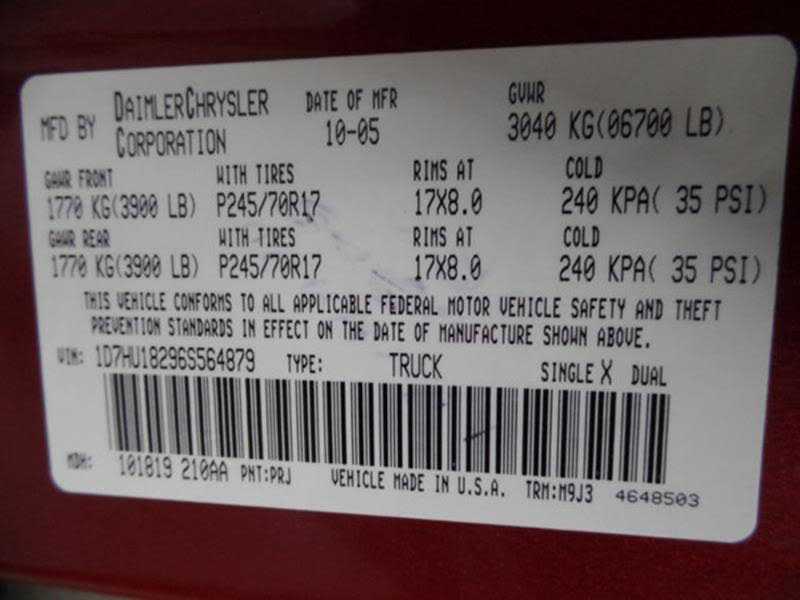 MFD BY DAIMLERCHRYSLER CORPORATION DATE OF MFR 10-05 GVWR 3040 KG(06700 LB)
GAWR FRONT WITH TIRES RIMS AT COLD
1770 KG(3900 LB) P245/70R17 17X8.0 240 KPA( 35 PSI)
GAWR REAR WITH TIRES RIMS AT COLD
1770 KG(3900 LB) P245/70R17 17X8.0 240 KPA( 35 PSI)
THIS VEHICLE CONFORMS TO ALL APPLICABLE FEDERAL MOTOR VEHICLE SAFETY AND THEFT
PREVENTION STANDARDS IN EFFECT ON THE DATE OF MANUFACTURE SHOWN ABOVE.
VIN: 1D7HU18296S564879 TYPE: TRUCK SINGLE X DUAL
MDH: 101819 210AA PNT:PRJ VEHICLE MADE IN U.S.A. TRM:M9J3 4648503